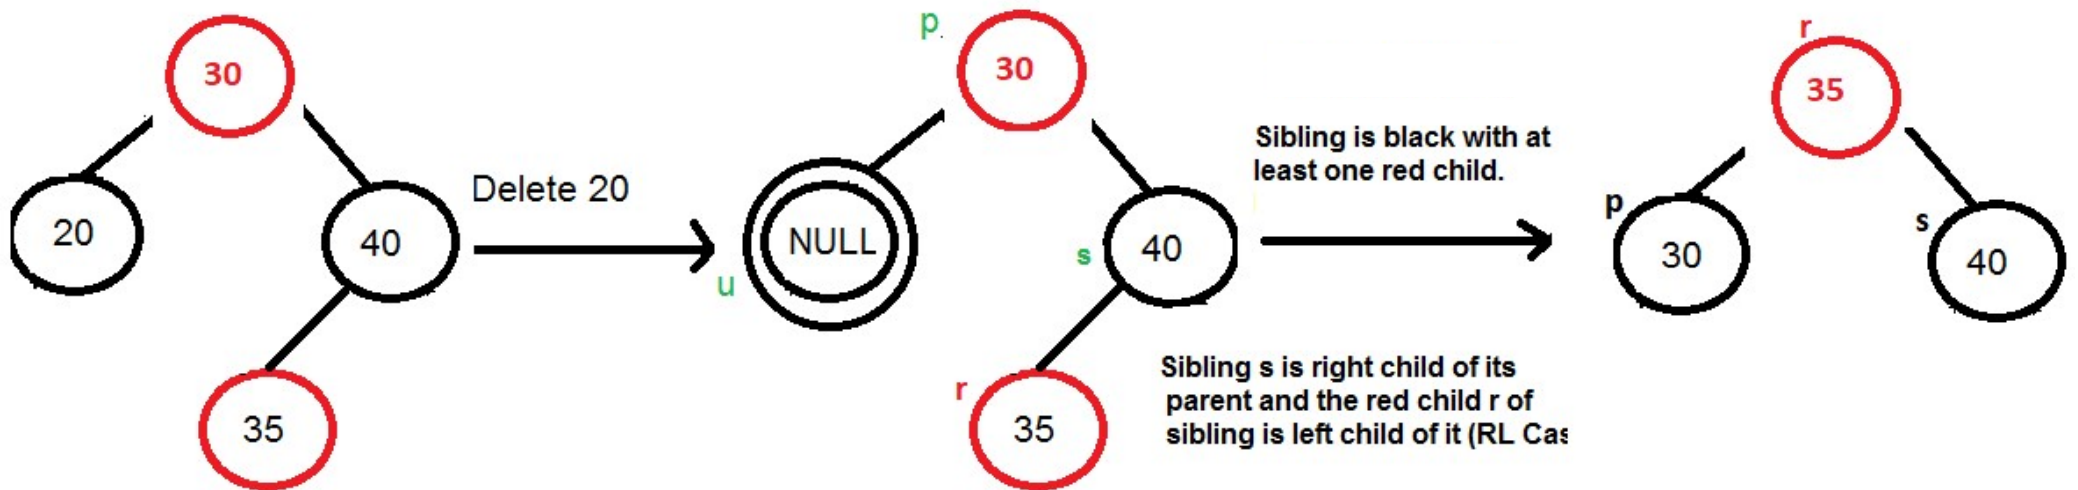 30
20
40
35
Delete 20
p
30
NULL
u
s
40
r
35
Sibling is black with at
least one red child.
Sibling s is right child of its
parent and the red child r of
sibling is left child of it (RL Cas
r
35
p
30
s
40